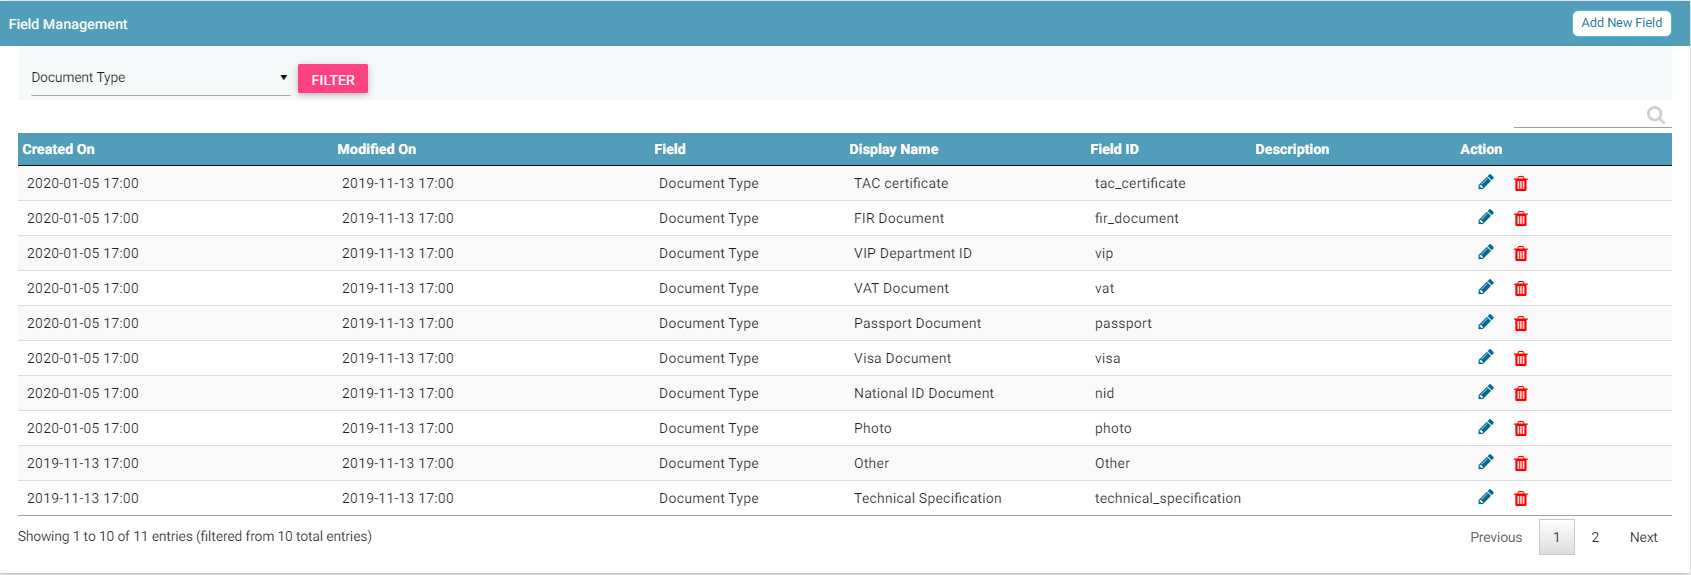 Field Management Add New Field
Document Type FILTER
Created On Modified On Field Display Name Field ID Description Action
2020-01-05 17:00 2019-11-13 17:00 Document Type TAC certificate tac_certificate
2020-01-05 17:00 2019-11-13 17:00 Document Type FIR Document fir_document
2020-01-05 17:00 2019-11-13 17:00 Document Type VIP Department ID vip
2020-01-05 17:00 2019-11-13 17:00 Document Type VAT Document vat
2020-01-05 17:00 2019-11-13 17:00 Document Type Passport Document passport
2020-01-05 17:00 2019-11-13 17:00 Document Type Visa Document visa
2020-01-05 17:00 2019-11-13 17:00 Document Type National ID Document nid
2020-01-05 17:00 2019-11-13 17:00 Document Type Photo photo
2019-11-13 17:00 2019-11-13 17:00 Document Type Other Other
2019-11-13 17:00 2019-11-13 17:00 Document Type Technical Specification technical_specification
Showing 1 to 10 of 11 entries (filtered from 10 total entries) Previous 1 2 Next